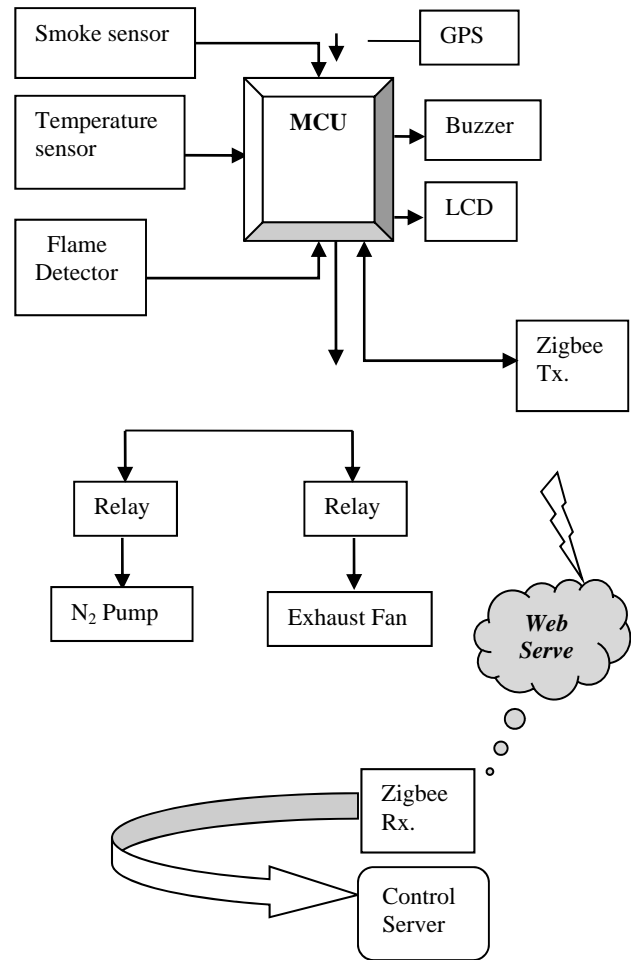 Smoke sensor
GPS
MCU
Temperature
sensor
Buzzer
LCD
Flame
Detector
Zigbee
Tx.
Relay
Relay
N₂ Pump
Exhaust Fan
Web
Serve
Zigbee
Rx.
Control
Server